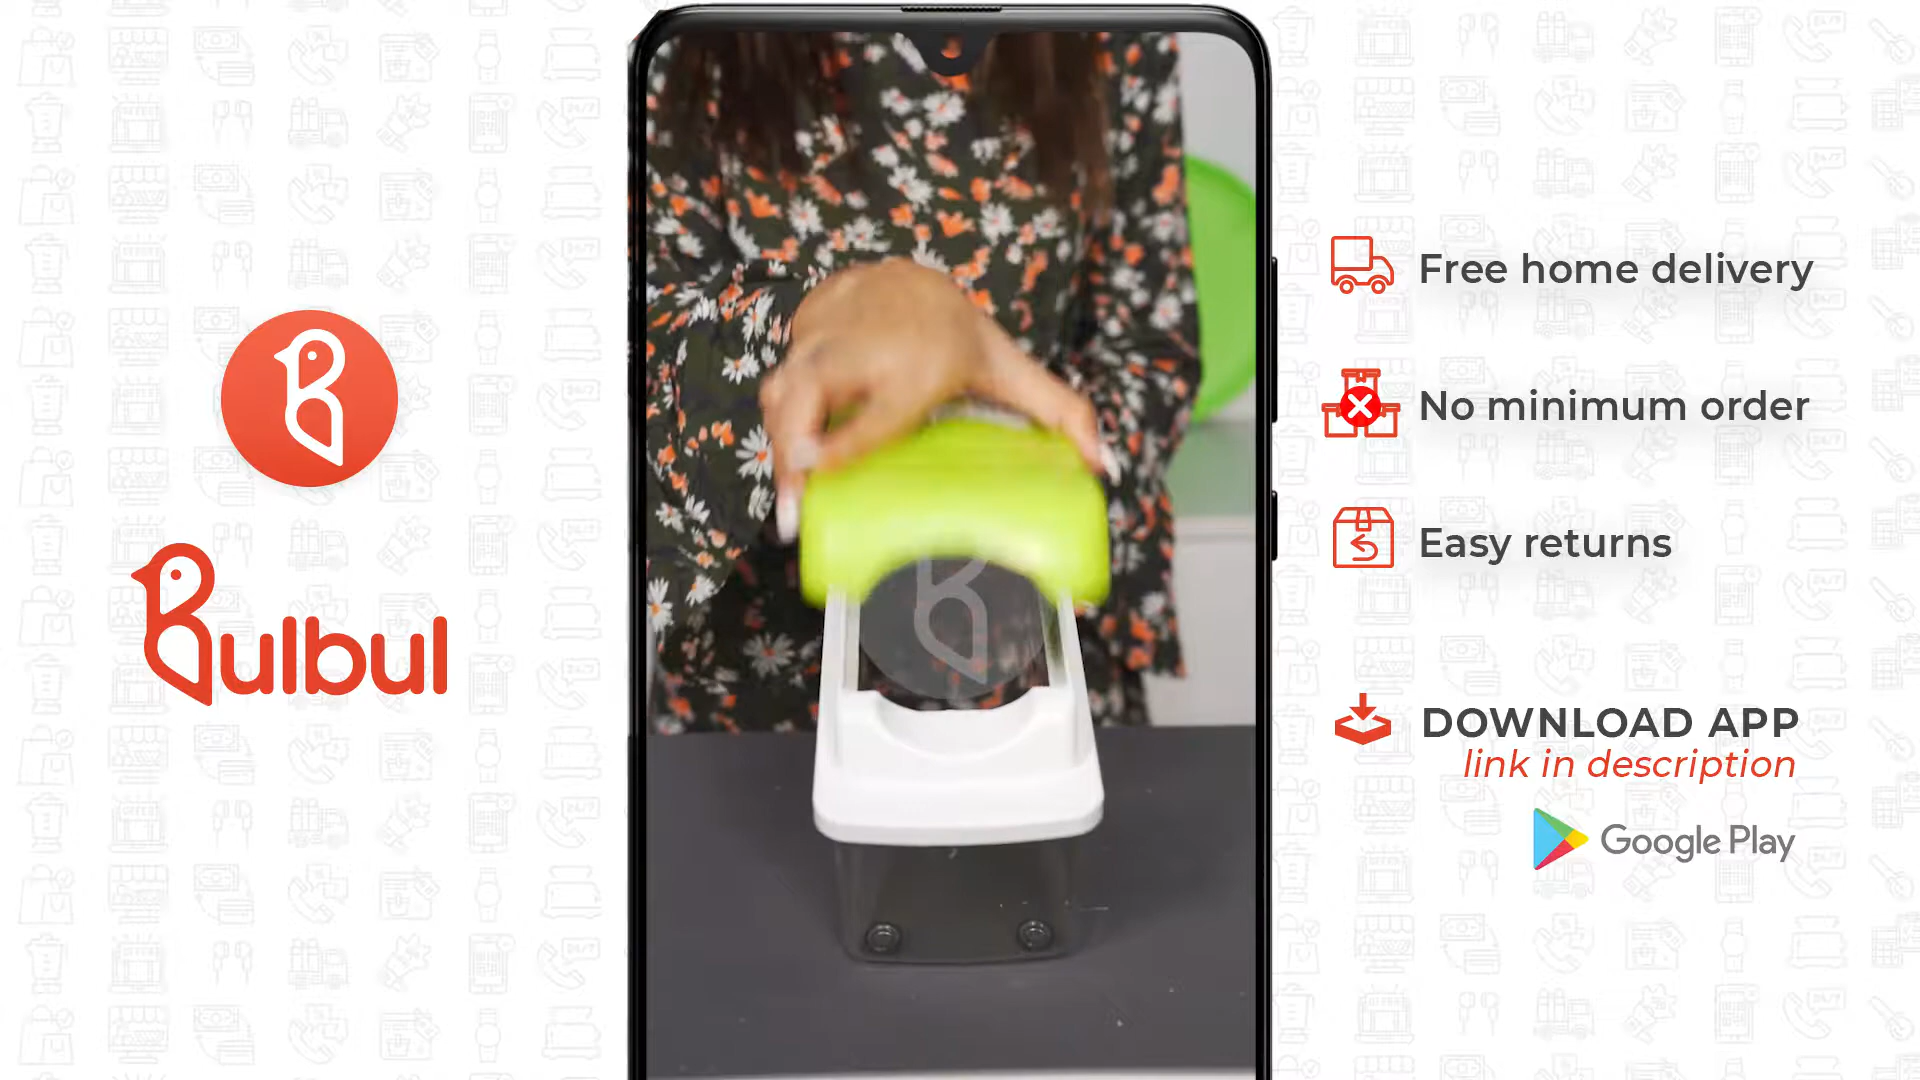 Bulbul
Free home delivery
No minimum order
Easy returns
DOWNLOAD APP
link in description
Google Play